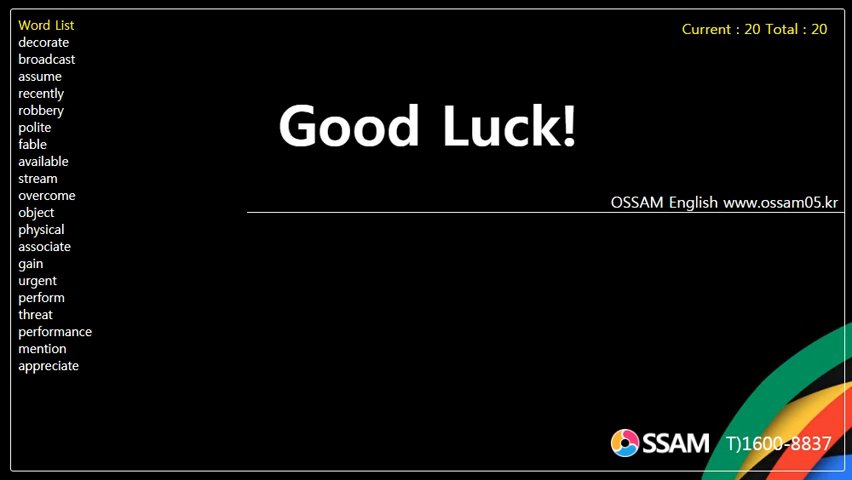 Word List
decorate
broadcast
assume
recently
robbery
polite
fable
available
stream
overcome
object
physical
associate
gain
urgent
perform
threat
performance
mention
appreciate
Current : 20 Total : 20
Good Luck!
OSSAM English www.ossam05.kr
OSSAM T)1600-8837